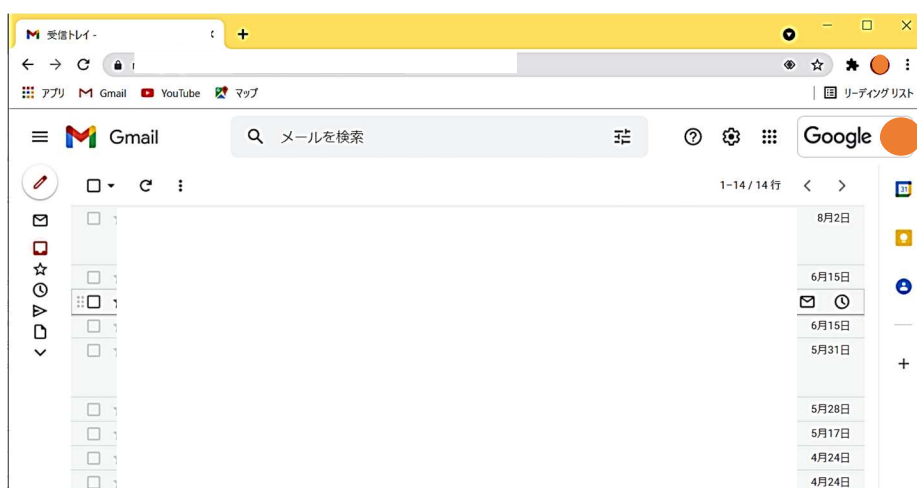 受信トレイ -
アプリ Gmail YouTube マップ リーディング リスト
Gmail メールを検索 Google
1-14 / 14 行
31
8月2日
6月15日
6月15日
5月31日
5月28日
5月17日
4月24日
4月24日